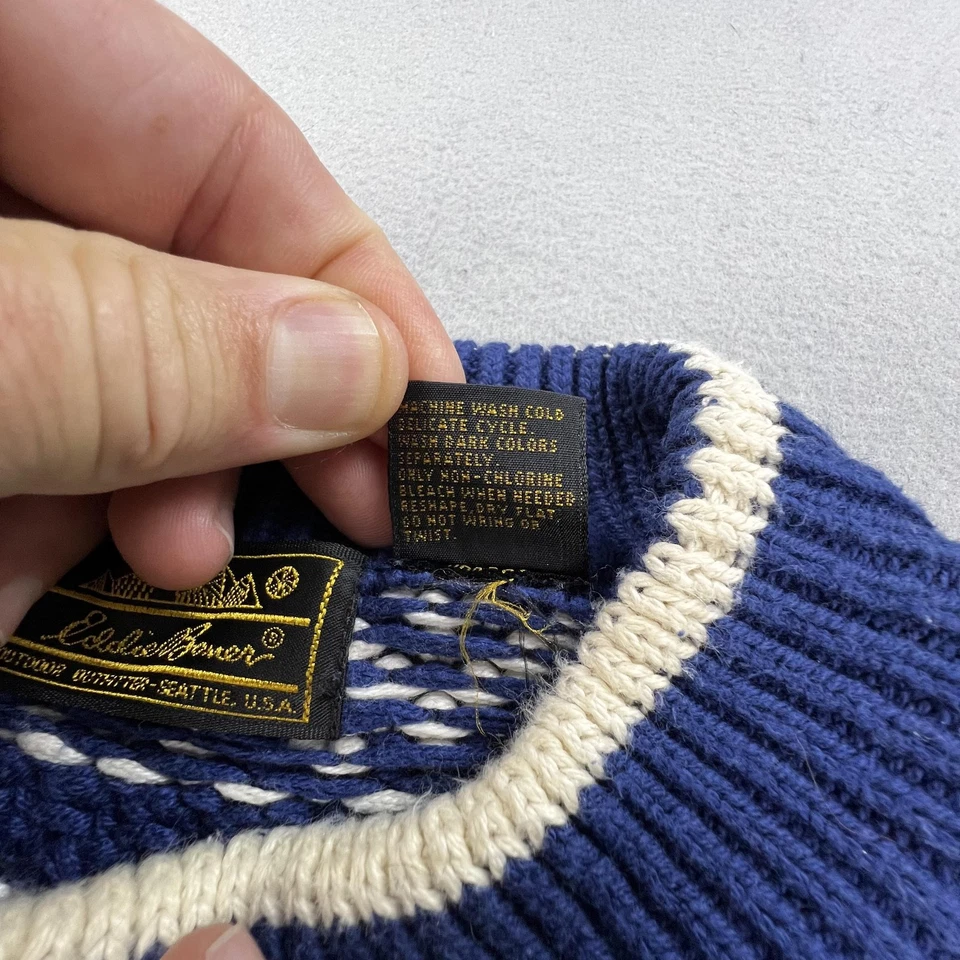 MACHINE WASH COLD
DELICATE CYCLE
WASH DARK COLORS
SEPARATELY.
ONLY NON-CHLORINE
BLEACH WHEN NEEDED
RESHAPE, DRY FLAT
DO NOT WRING OR
TWIST.
Eddie Bauer®
OUTDOOR OUTFITTER-SEATTLE, U.S.A.